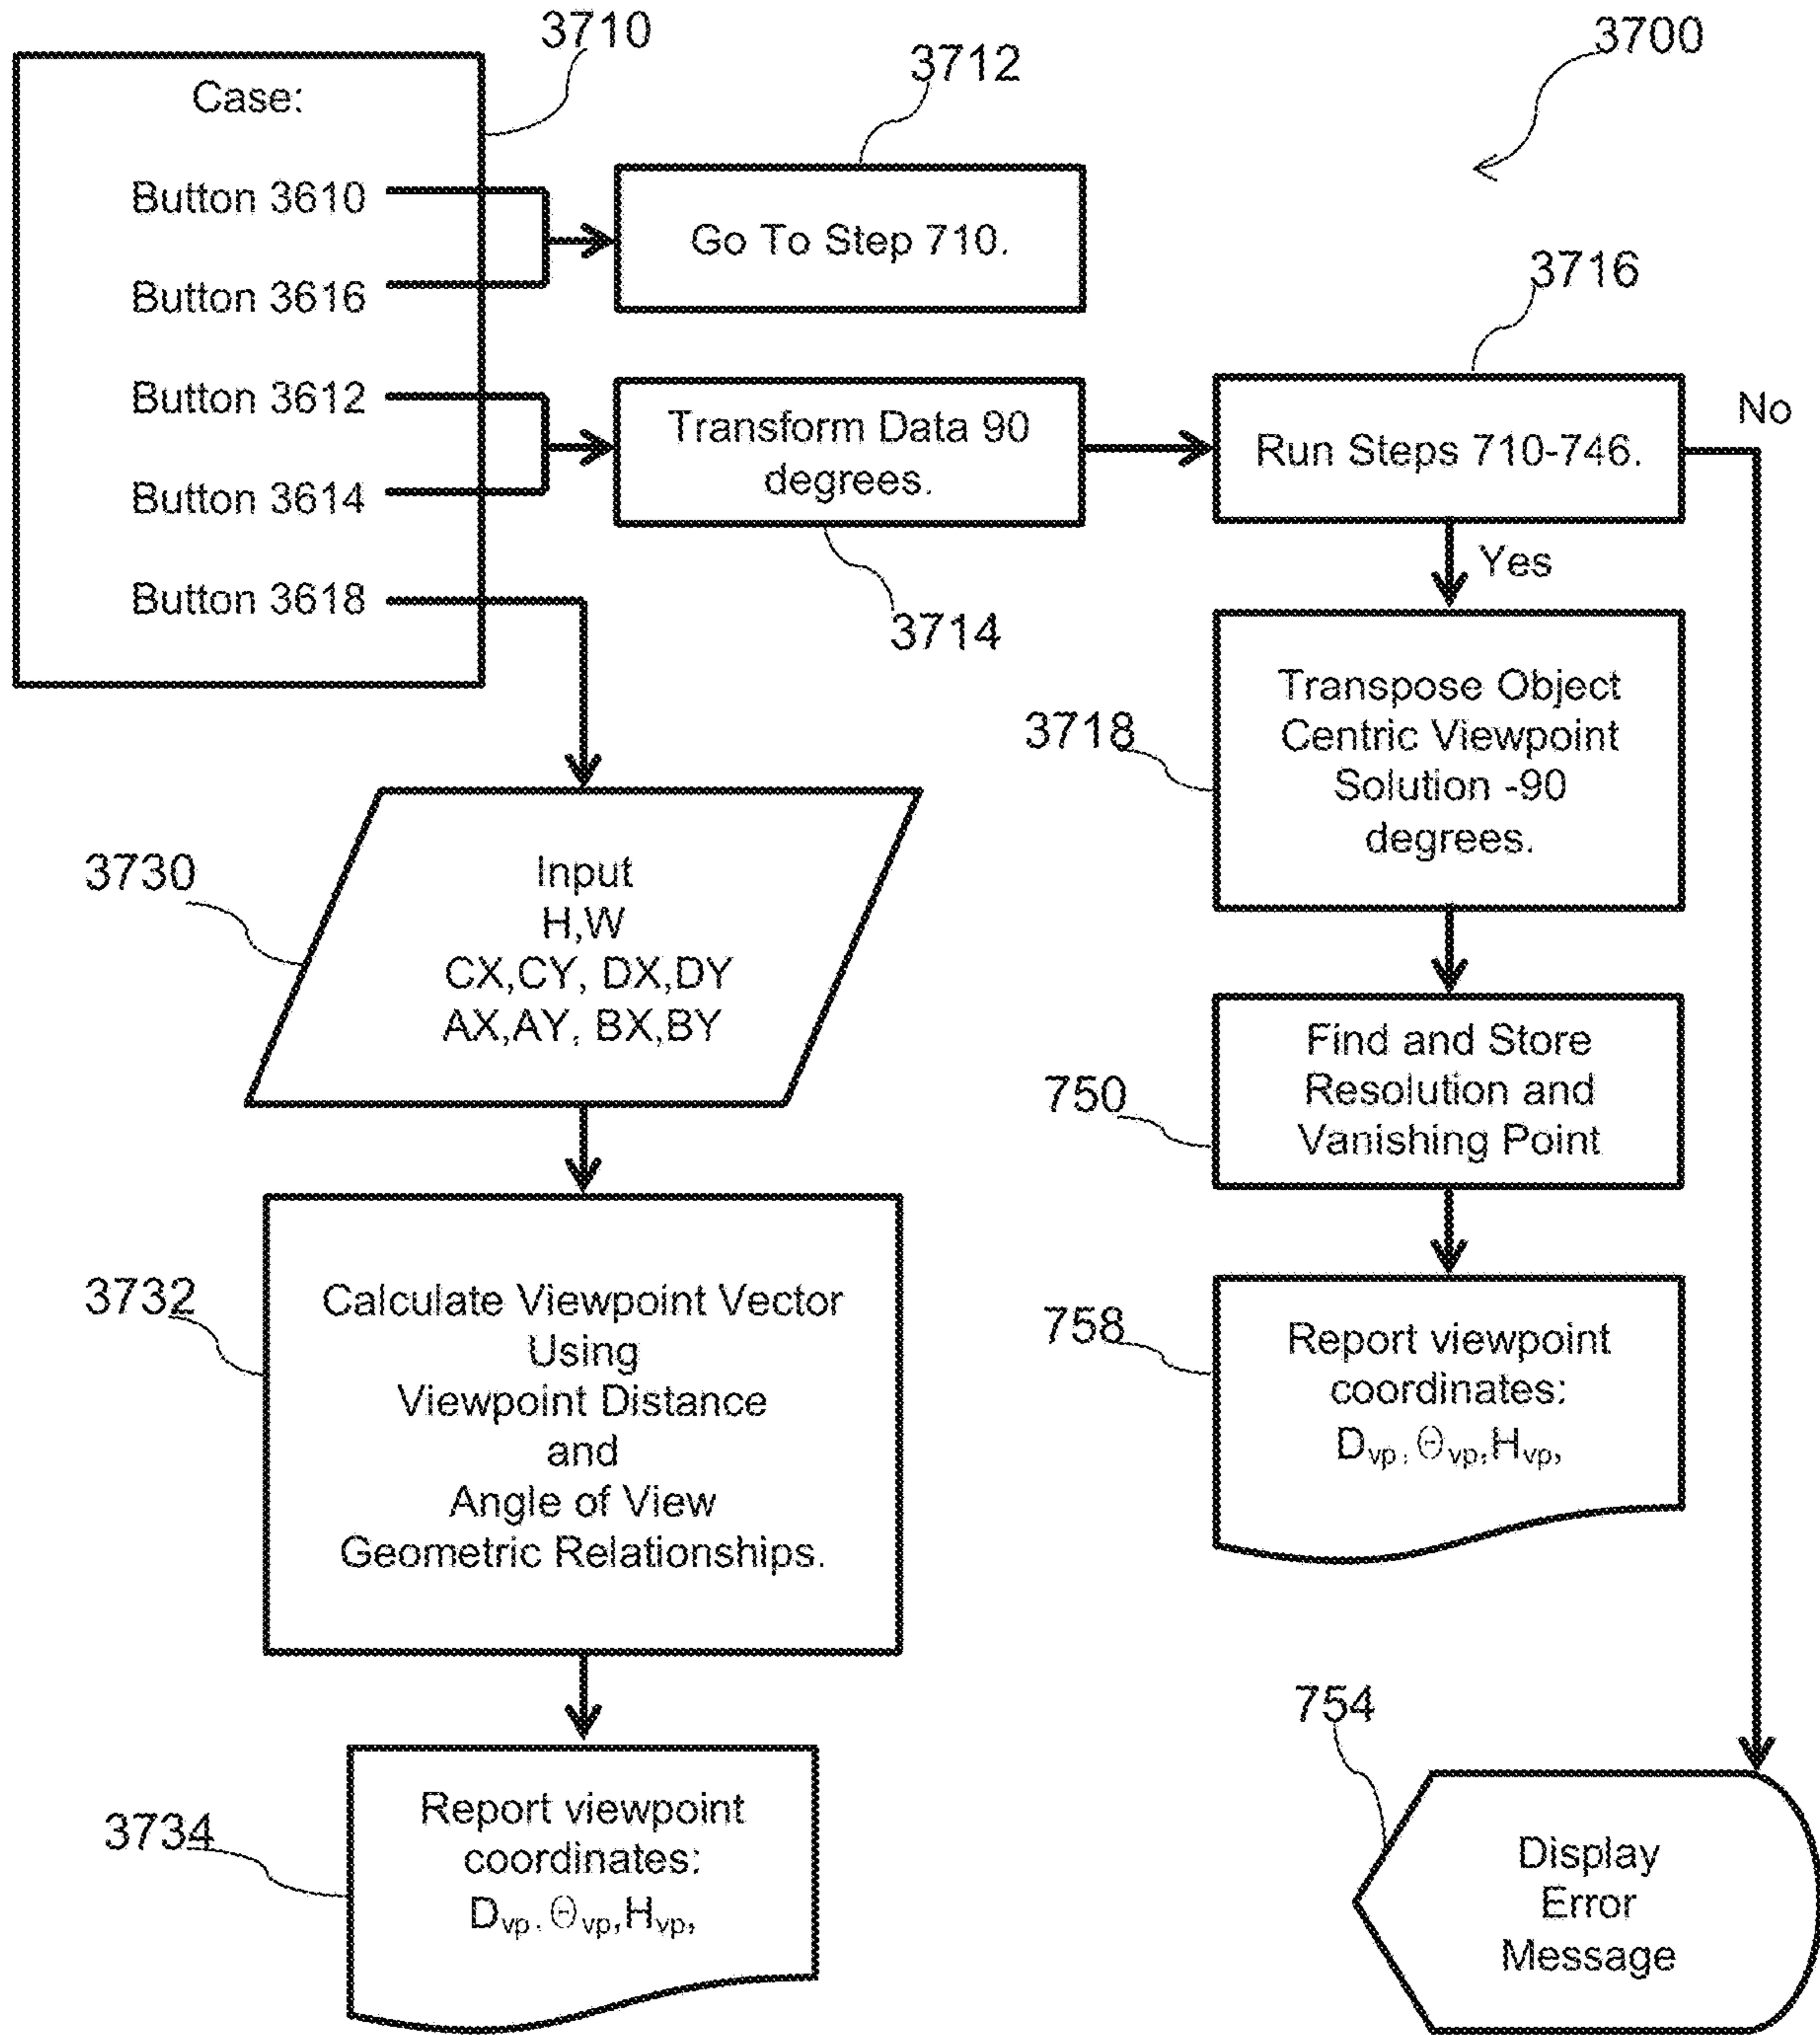 3710
3712
3700
Case:
Button 3610
Button 3616
Button 3612
Button 3614
Button 3618
Go To Step 710.
3716
Transform Data 90
degrees.
3714
Run Steps 710-746.
No
Yes
3718
Transpose Object
Centric Viewpoint
Solution -90
degrees.
3730
Input
H,W
CX,CY, DX,DY
AX,AY, BX,BY
750
Find and Store
Resolution and
Vanishing Point
3732
Calculate Viewpoint Vector
Using
Viewpoint Distance
and
Angle of View
Geometric Relationships.
758
Report viewpoint
coordinates:
Dvp, Θvp,Hvp,
3734
Report viewpoint
coordinates:
Dvp, Θvp,Hvp,
754
Display
Error
Message